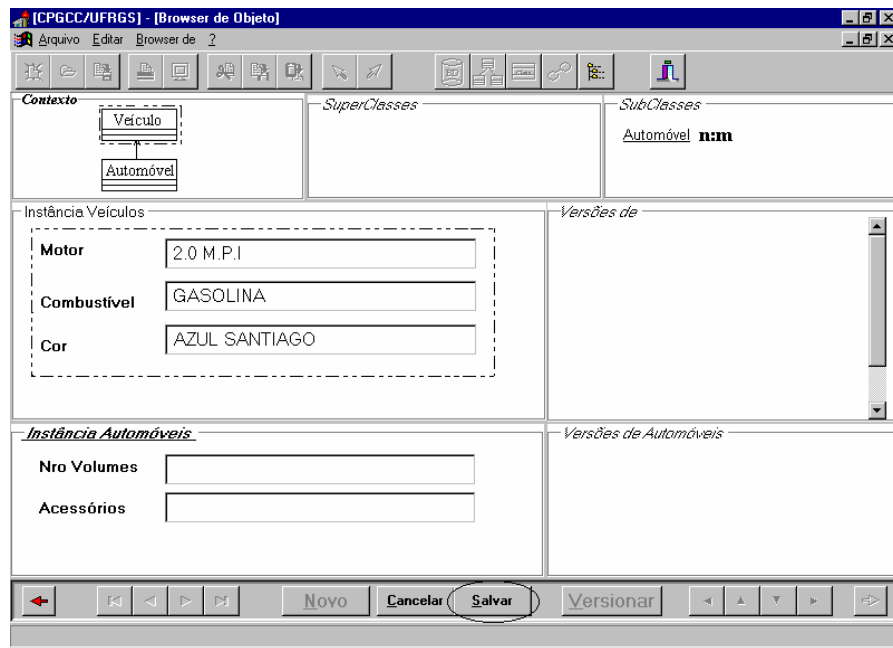 [CPGCC/UFRGS] - [Browser de Objeto]
Arquivo Editar Browser de ?
Contexto
Veículo
Automóvel
SuperClasses
SubClasses
Automóvel n:m
Instância Veículos
Motor 2.0 M.P.I
Combustível GASOLINA
Cor AZUL SANTIAGO
Versões de
Instância Automóveis
Nro Volumes
Acessórios
Versões de Automóveis
Novo Cancelar Salvar Versionar